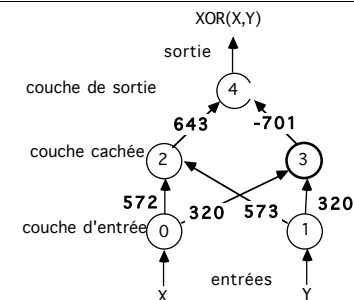 XOR(X,Y)
sortie
couche de sortie
4
643 -701
couche cachée
2 3
572 320 573 320
couche d'entrée
0 1
entrées
X Y